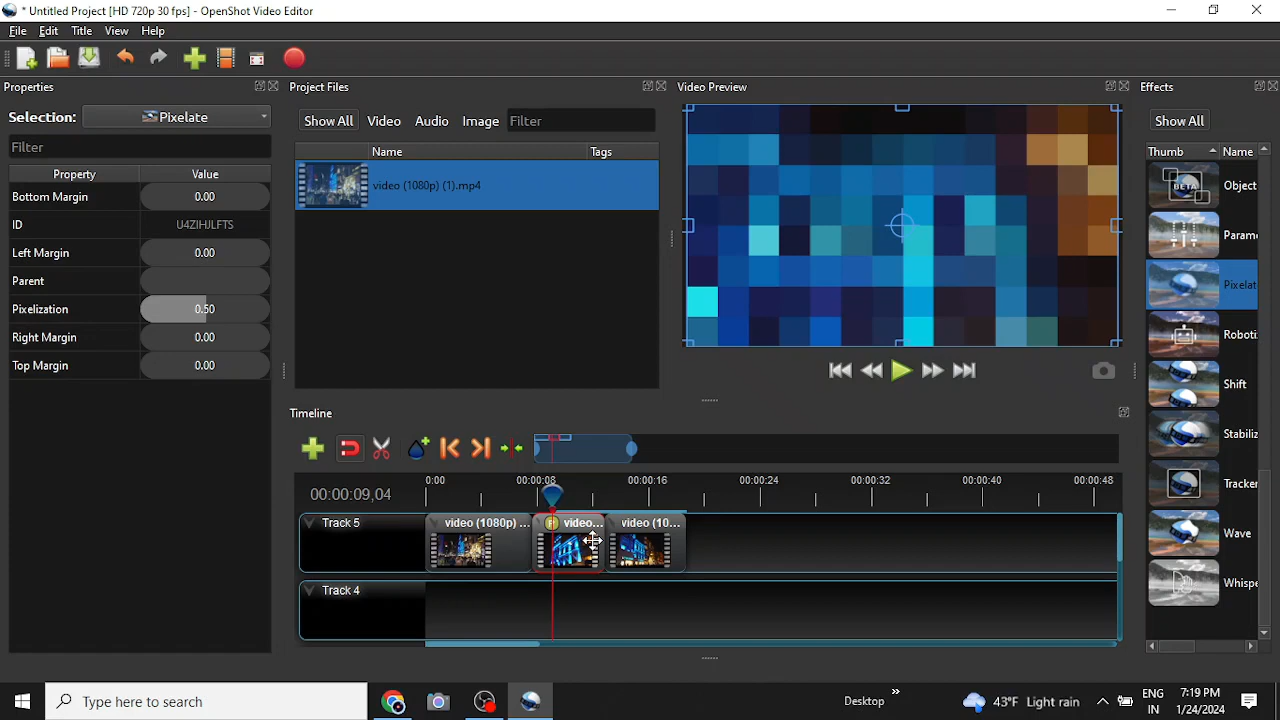 * Untitled Project [HD 720p 30 fps] - OpenShot Video Editor
File Edit Title View Help
Properties
Selection: Pixelate
Filter
Property Value
Bottom Margin 0.00
ID U4ZIHJLFTS
Left Margin 0.00
Parent
Pixelization 0.50
Right Margin 0.00
Top Margin 0.00
Project Files
Show All Video Audio Image Filter
Name Tags
video (1080p) (1).mp4
Video Preview
Effects
Show All
Thumb Name
BETA
Object
Parame
Pixelat
Roboti
Shift
Stabiliz
Tracker
Wave
Whispe
Timeline
00:00:09,04
0:00 00:00:08 00:00:16 00:00:24 00:00:32 00:00:40 00:00:48
Track 5
video (1080p) ...
P video...
video (10...
Track 4
Type here to search
Desktop
43°F Light rain
ENG
IN
7:19 PM
1/24/2024